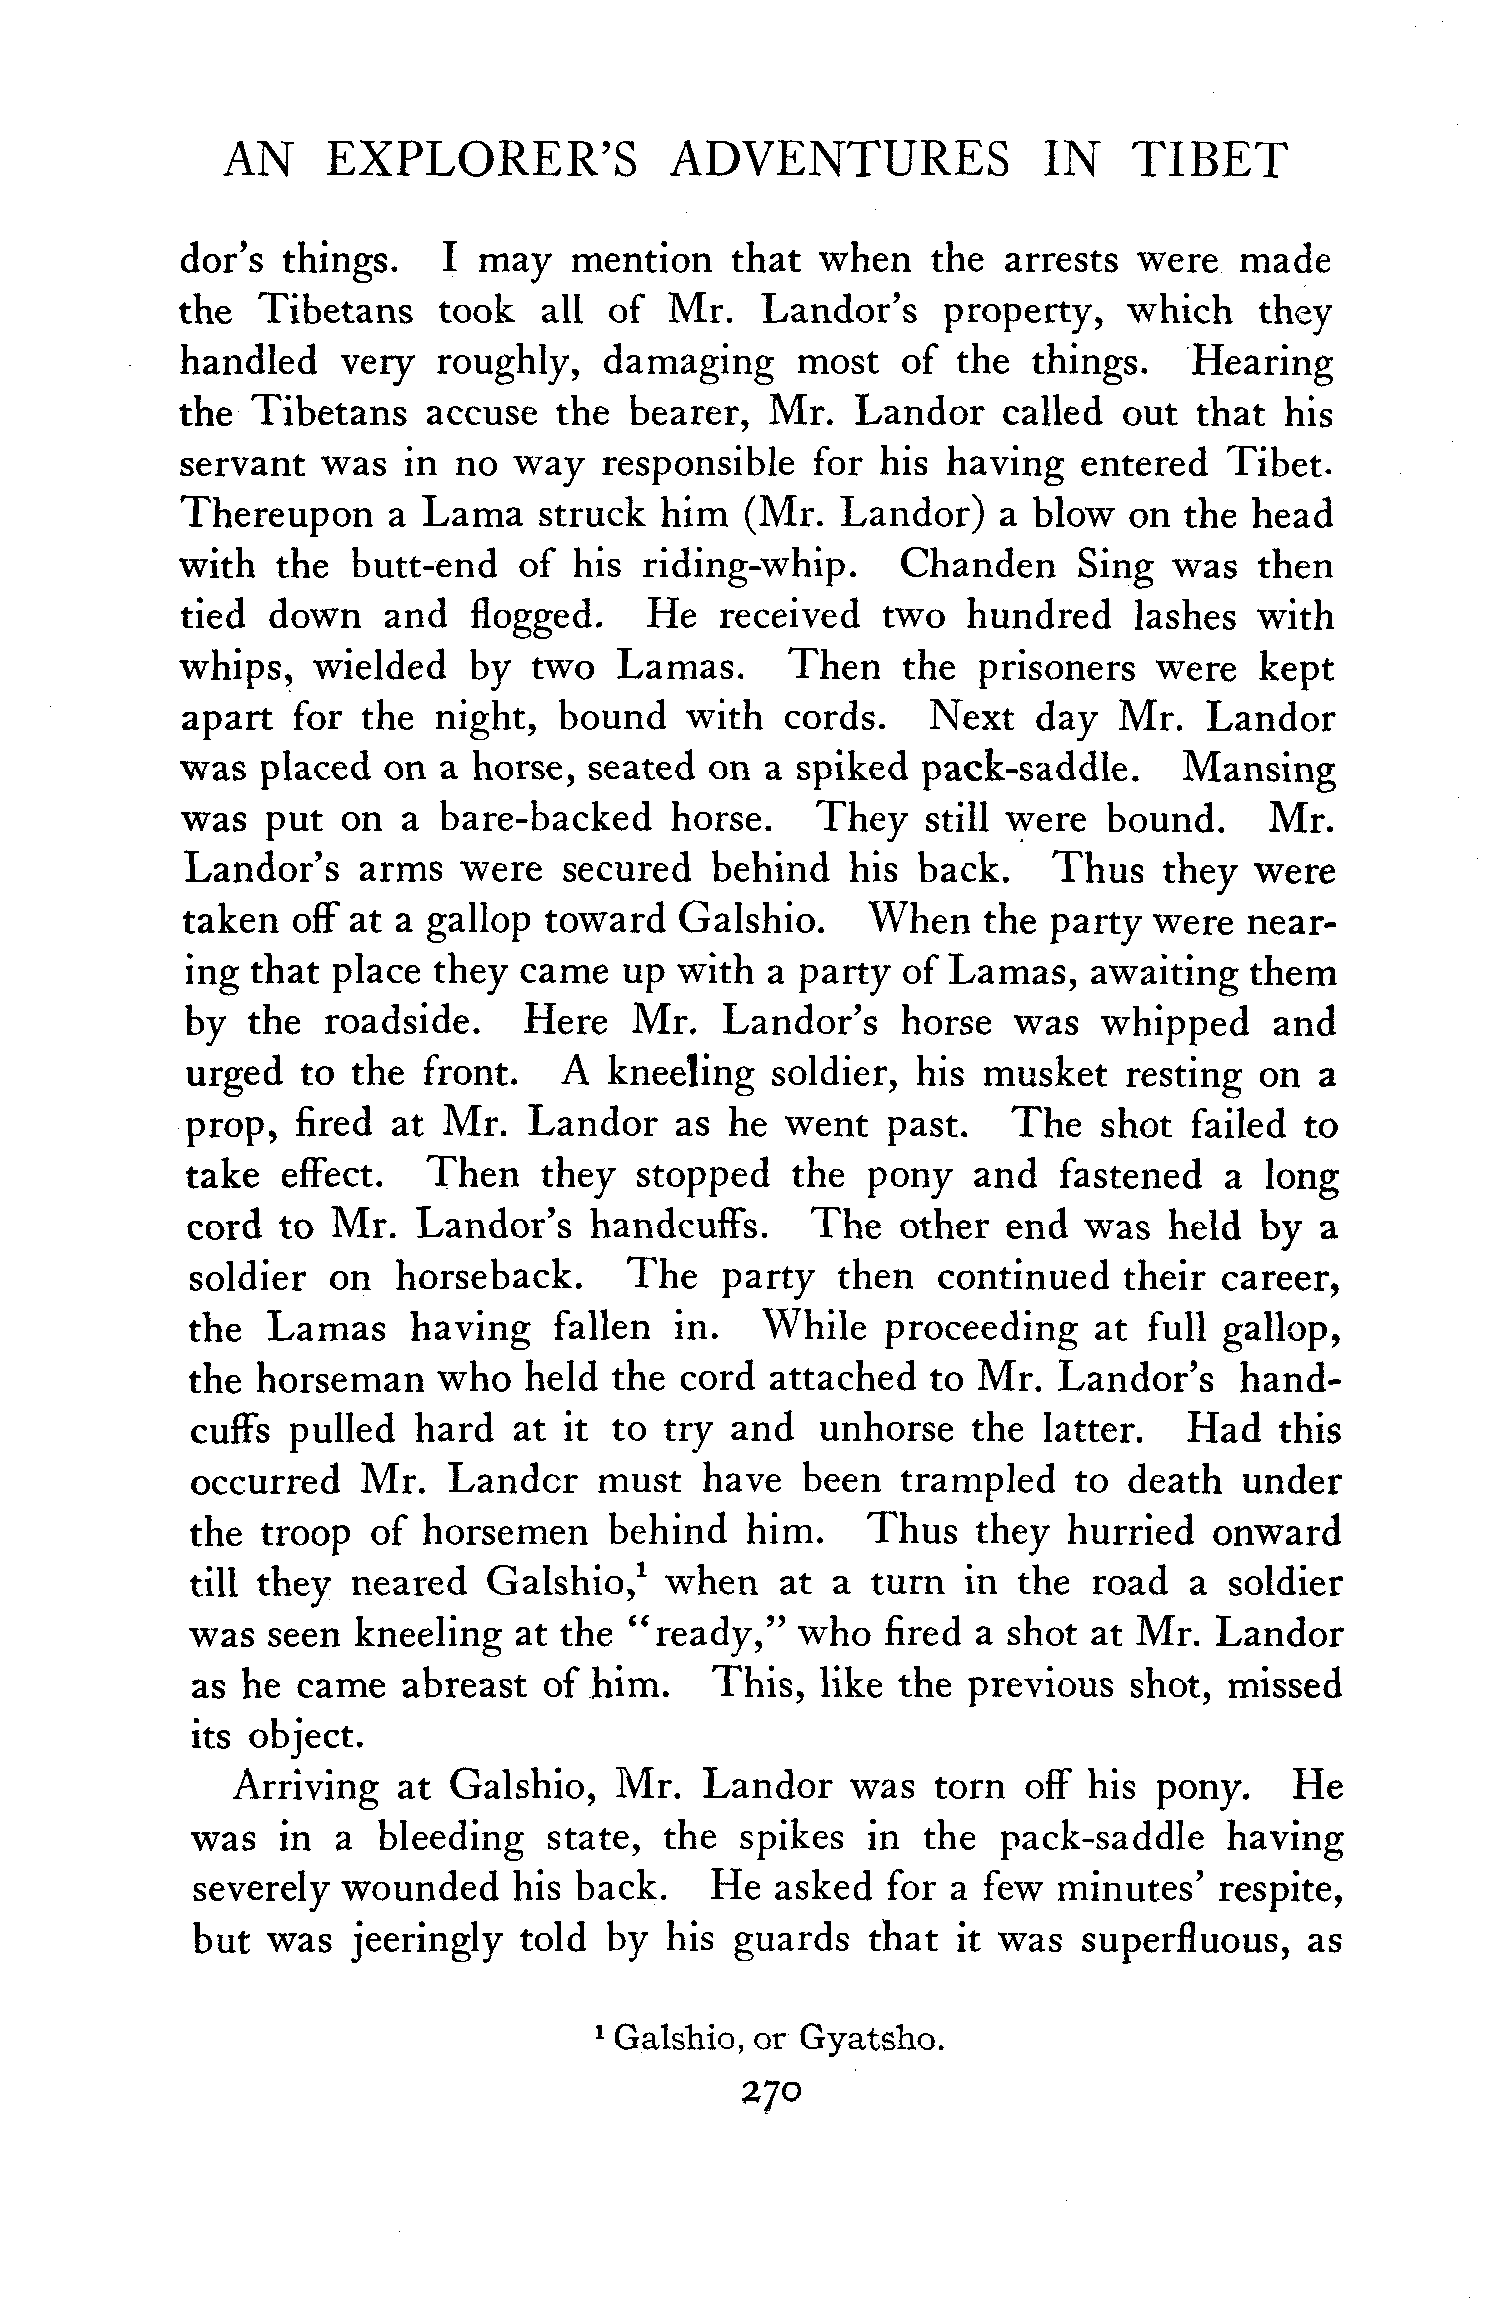 AN EXPLORER'S ADVENTURES IN TIBET
dor's things. I may mention that when the arrests were made
the Tibetans took all of Mr. Landor's property, which they
handled very roughly, damaging most of the things. Hearing
the Tibetans accuse the bearer, Mr. Landor called out that his
servant was in no way responsible for his having entered Tibet.
Thereupon a Lama struck him (Mr. Landor) a blow on the head
with the butt-end of his riding-whip. Chanden Sing was then
tied down and flogged. He received two hundred lashes with
whips, wielded by two Lamas. Then the prisoners were kept
apart for the night, bound with cords. Next day Mr. Landor
was placed on a horse, seated on a spiked pack-saddle. Mansing
was put on a bare-backed horse. They still were bound. Mr.
Landor's arms were secured behind his back. Thus they were
taken off at a gallop toward Galshio. When the party were near-
ing that place they came up with a party of Lamas, awaiting them
by the roadside. Here Mr. Landor's horse was whipped and
urged to the front. A kneeling soldier, his musket resting on a
prop, fired at Mr. Landor as he went past. The shot failed to
take effect. Then they stopped the pony and fastened a long
cord to Mr. Landor's handcuffs. The other end was held by a
soldier on horseback. The party then continued their career,
the Lamas having fallen in. While proceeding at full gallop,
the horseman who held the cord attached to Mr. Landor's hand-
cuffs pulled hard at it to try and unhorse the latter. Had this
occurred Mr. Landcr must have been trampled to death under
the troop of horsemen behind him. Thus they hurried onward
till they neared Galshio,¹ when at a turn in the road a soldier
was seen kneeling at the "ready," who fired a shot at Mr. Landor
as he came abreast of him. This, like the previous shot, missed
its object.
Arriving at Galshio, Mr. Landor was torn off his pony. He
was in a bleeding state, the spikes in the pack-saddle having
severely wounded his back. He asked for a few minutes' respite,
but was jeeringly told by his guards that it was superfluous, as
¹ Galshio, or Gyatsho.
270